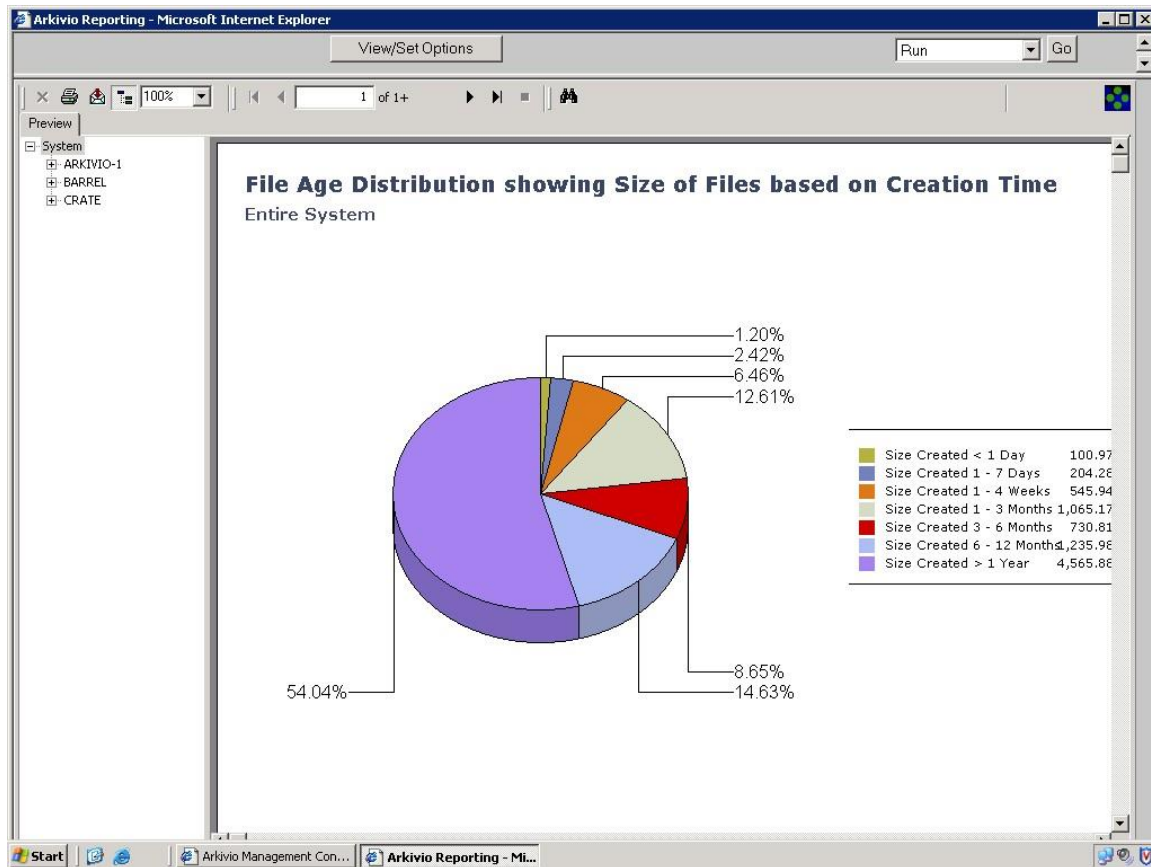 Arkivio Reporting - Microsoft Internet Explorer
View/Set Options
Run
Go
100%
1 of 1+
Preview
System
ARKIVIO-1
BARREL
CRATE
File Age Distribution showing Size of Files based on Creation Time
Entire System
1.20%
2.42%
6.46%
12.61%
Size Created < 1 Day 100.97
Size Created 1 - 7 Days 204.28
Size Created 1 - 4 Weeks 545.94
Size Created 1 - 3 Months 1,065.17
Size Created 3 - 6 Months 730.81
Size Created 6 - 12 Months 1,235.98
Size Created > 1 Year 4,565.88
8.65%
54.04%
14.63%
Start
Arkivio Management Con...
Arkivio Reporting - Mi...